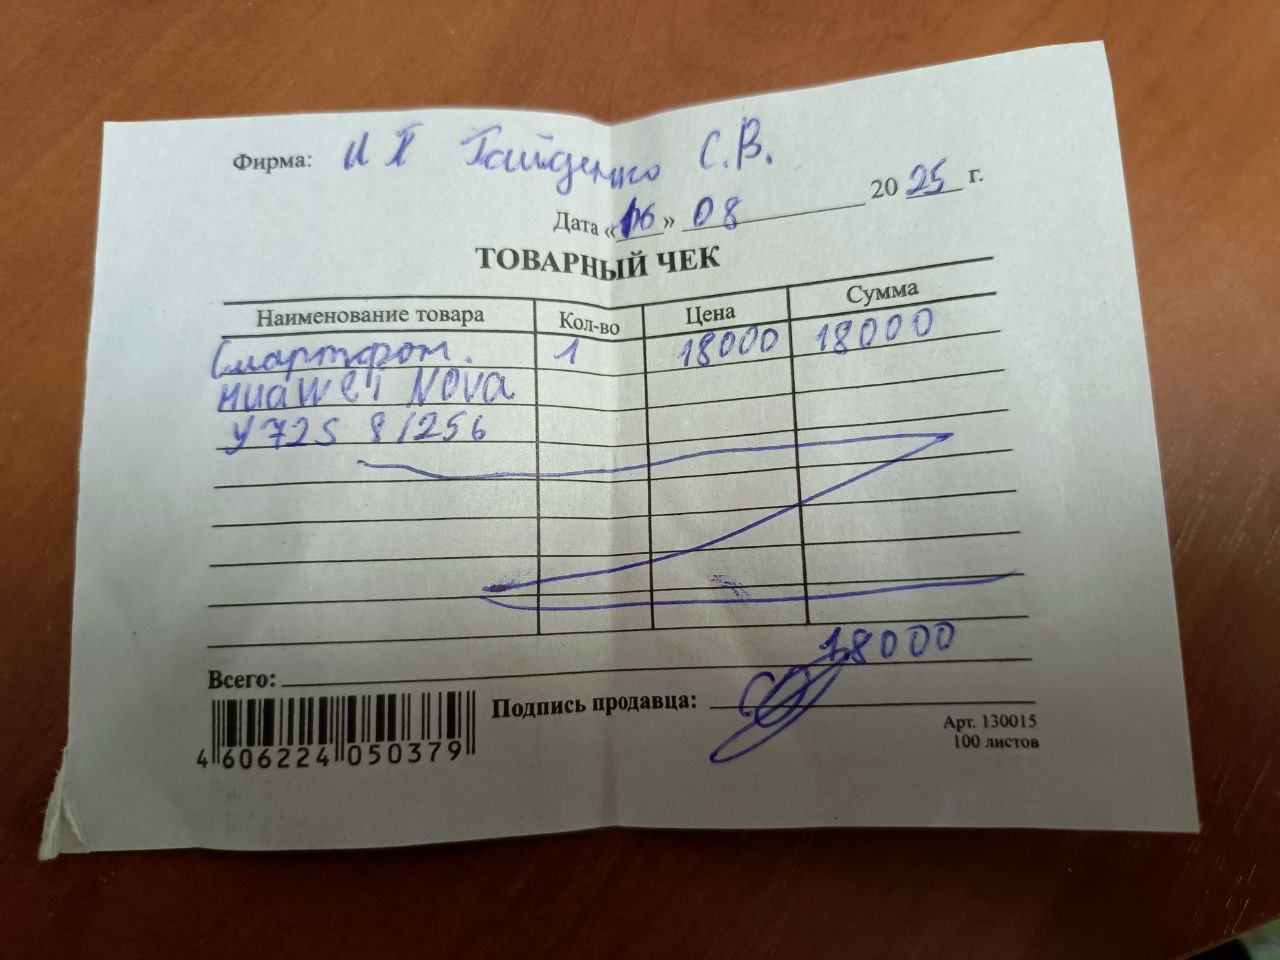 Фирма: ИП Гайденко С.В.
Дата «06» 08 2025 г.
ТОВАРНЫЙ ЧЕК
Наименование товара Кол-во Цена Сумма
Смартфон. 1 18000 18000
HUAWEI NOVA
Y72S 8/256
18000
Всего:
Подпись продавца:
Арт. 130015
100 листов
4 606224 050379